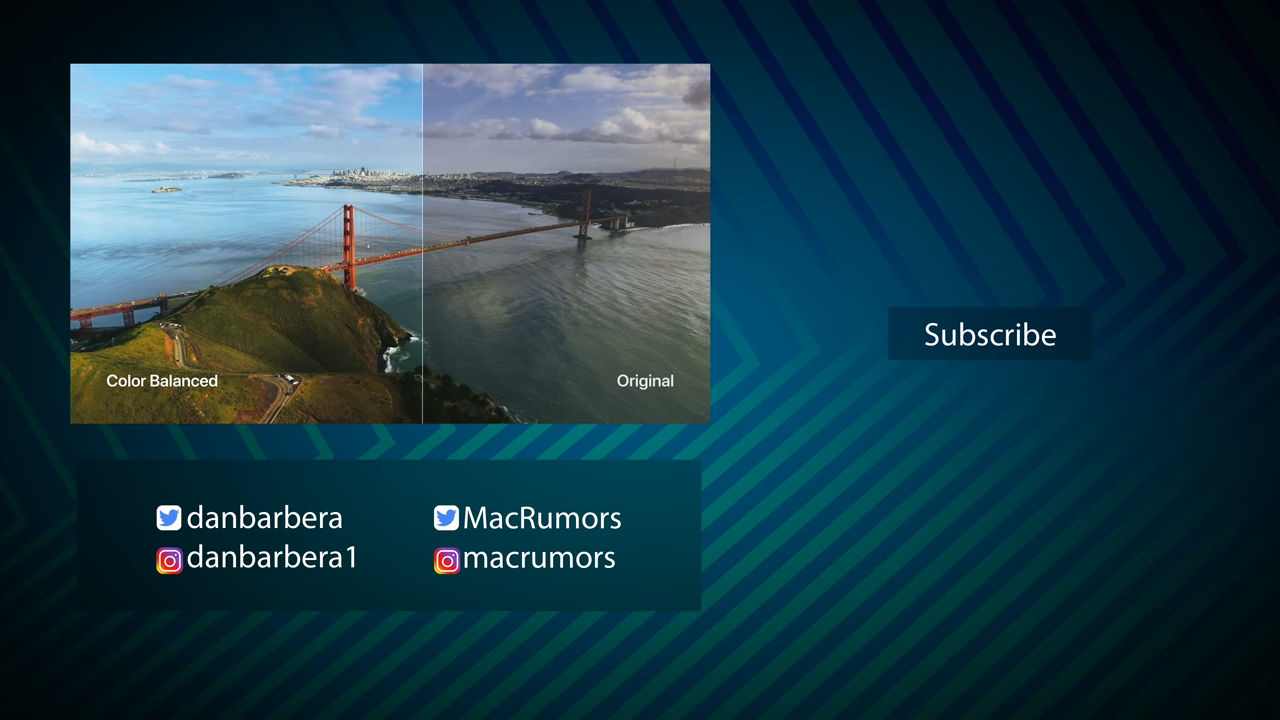 Color Balanced
Original
Subscribe
danbarbera
MacRumors
danbarbera1
macrumors